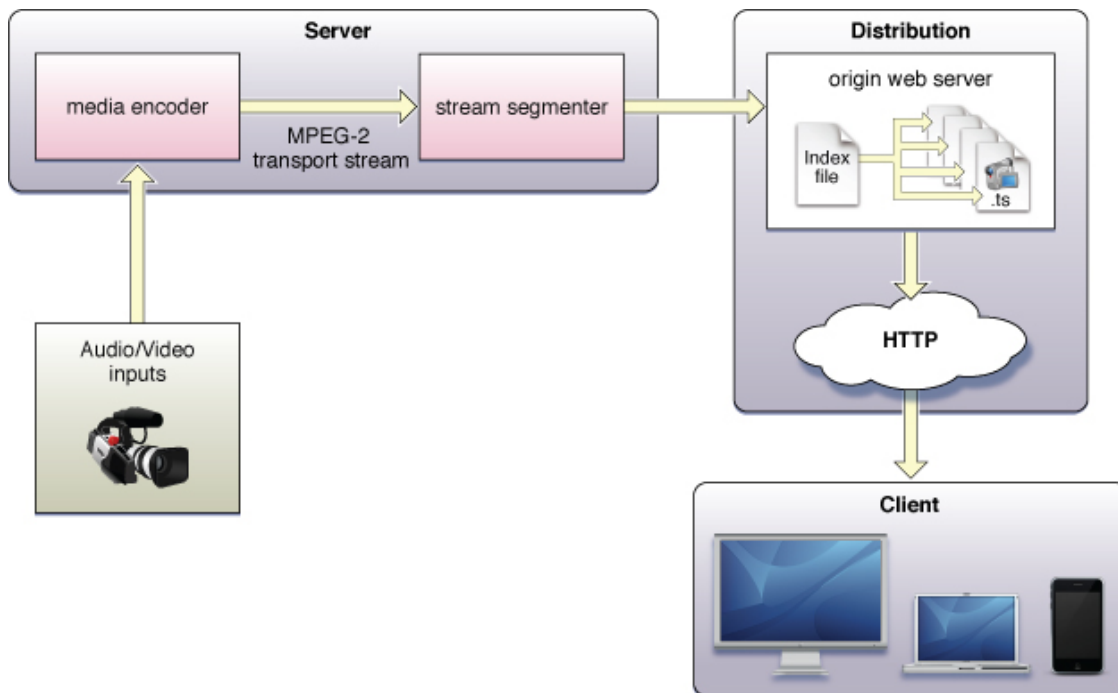 Server
media encoder
MPEG-2
transport stream
stream segmenter
Audio/Video
inputs
Distribution
origin web server
Index
file
.ts
HTTP
Client